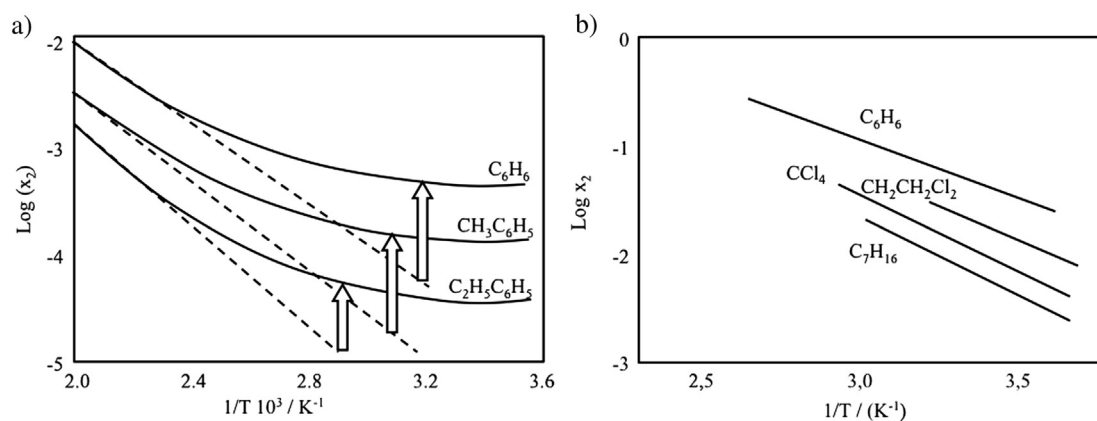 a)
-2
-3
-4
-5
Log (x₂)
C₆H₆
CH₃C₆H₅
C₂H₅C₆H₅
2.0 2.4 2.8 3.2 3.6
1/T 10³ / K⁻¹
b)
0
-1
-2
-3
Log x₂
C₆H₆
CCl₄
CH₂CH₂Cl₂
C₇H₁₆
2,5 3,0 3,5
1/T / (K⁻¹)